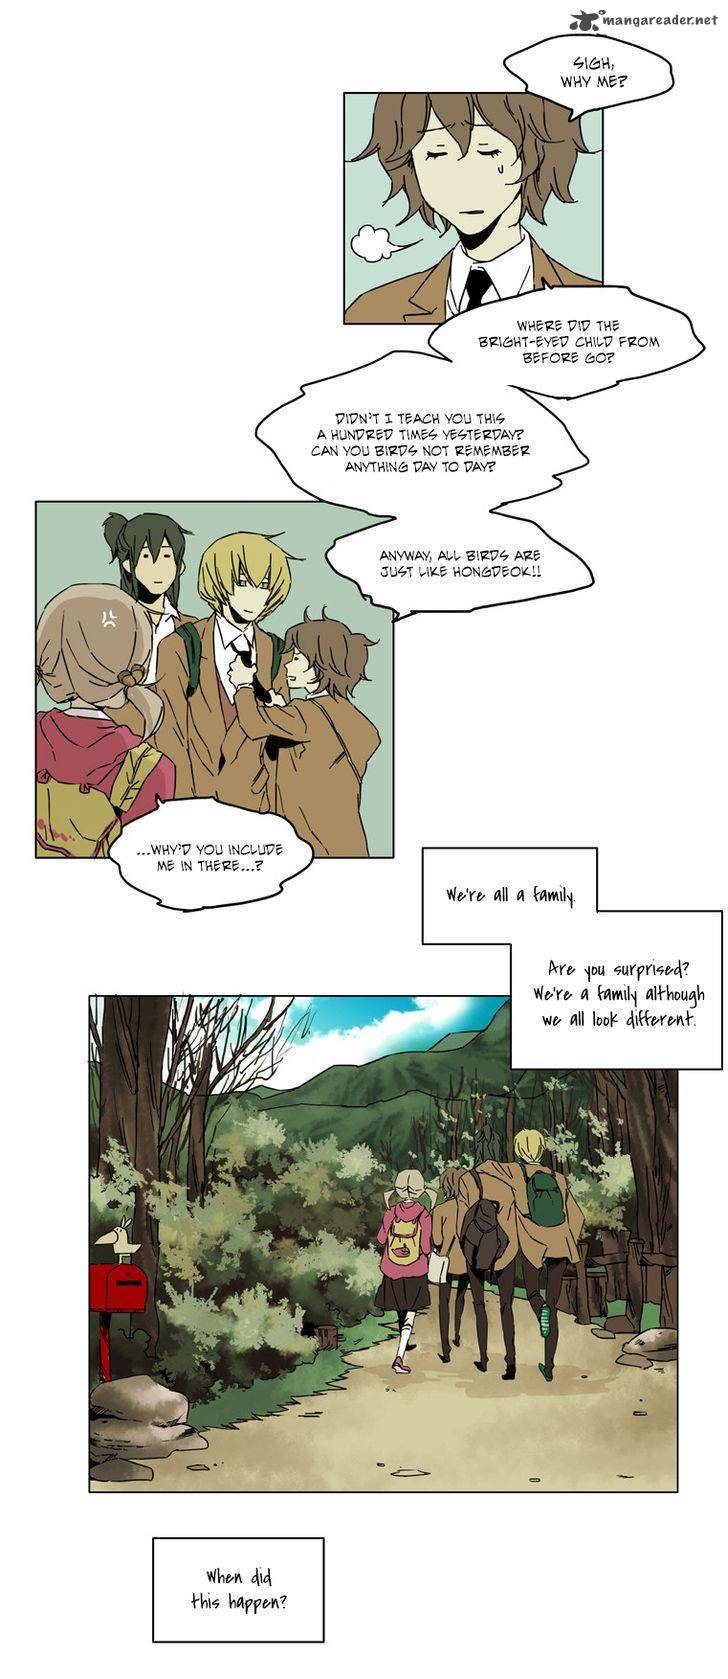 mangareader.net
SIGH,
WHY ME?
WHERE DID THE
BRIGHT-EYED CHILD FROM
BEFORE GO?
DIDN'T I TEACH YOU THIS
A HUNDRED TIMES YESTERDAY?
CAN YOU BIRDS NOT REMEMBER
ANYTHING DAY TO DAY?
ANYWAY, ALL BIRDS ARE
JUST LIKE HONGDEOK!!
...WHY'D YOU INCLUDE
ME IN THERE...?
We're all a family.
Are you surprised?
We're a family although
we all look different.
When did
this happen?